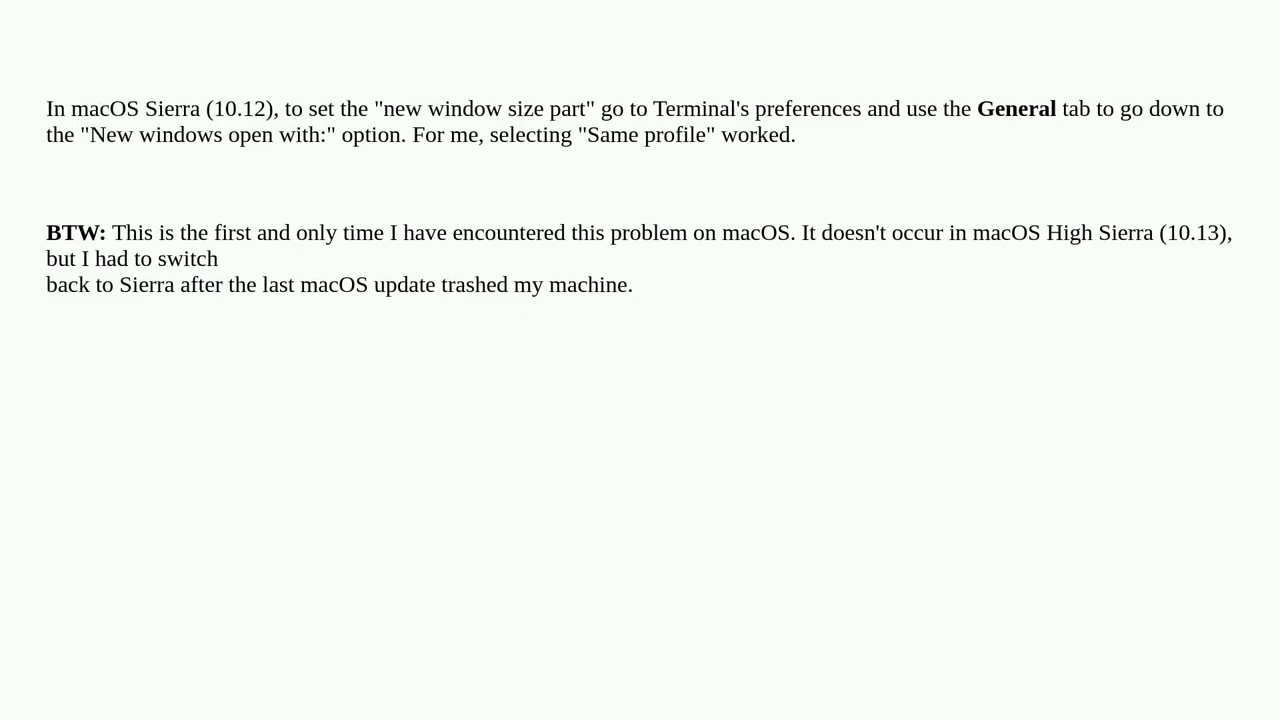 In macOS Sierra (10.12), to set the "new window size part" go to Terminal's preferences and use the General tab to go down to
the "New windows open with:" option. For me, selecting "Same profile" worked.
BTW: This is the first and only time I have encountered this problem on macOS. It doesn't occur in macOS High Sierra (10.13),
but I had to switch
back to Sierra after the last macOS update trashed my machine.